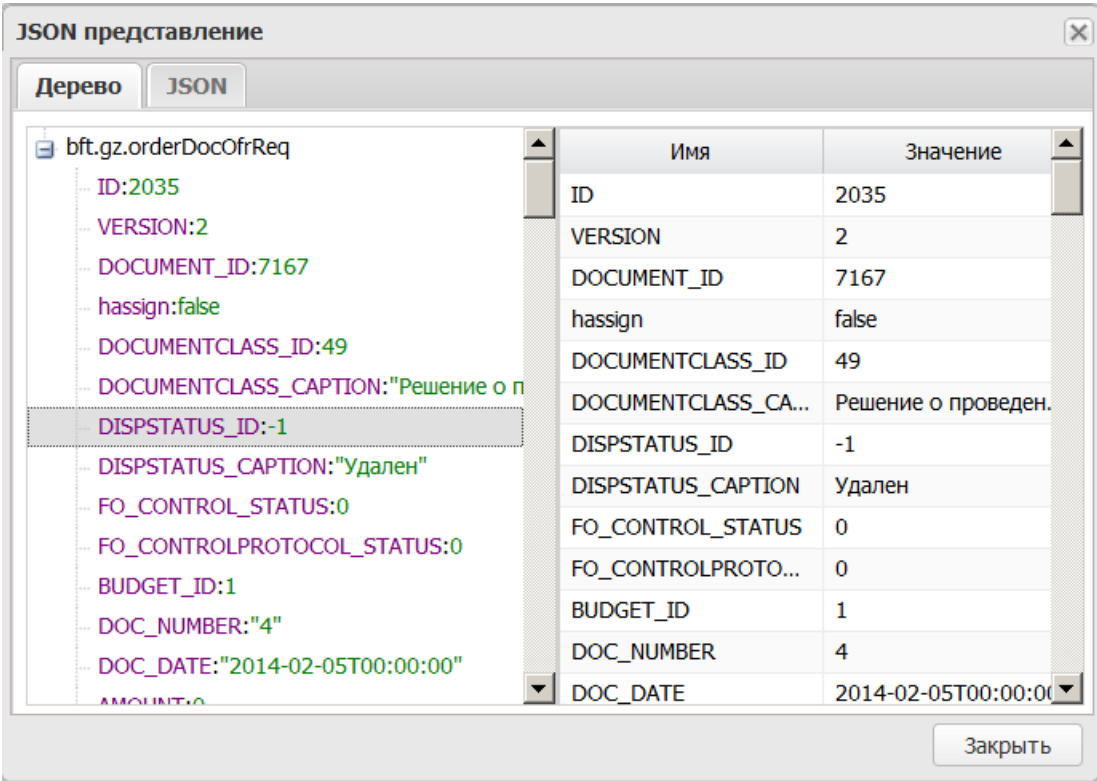 JSON представление
Дерево JSON
bft.gz.orderDocOfrReq
ID:2035
VERSION:2
DOCUMENT_ID:7167
hassign:false
DOCUMENTCLASS_ID:49
DOCUMENTCLASS_CAPTION:"Решение о п
DISPSTATUS_ID:-1
DISPSTATUS_CAPTION:"Удален"
FO_CONTROL_STATUS:0
FO_CONTROLPROTOCOL_STATUS:0
BUDGET_ID:1
DOC_NUMBER:"4"
DOC_DATE:"2014-02-05T00:00:00"
AMOUNT:0
Имя Значение
ID 2035
VERSION 2
DOCUMENT_ID 7167
hassign false
DOCUMENTCLASS_ID 49
DOCUMENTCLASS_CA... Решение о проведен.
DISPSTATUS_ID -1
DISPSTATUS_CAPTION Удален
FO_CONTROL_STATUS 0
FO_CONTROLPROTO... 0
BUDGET_ID 1
DOC_NUMBER 4
DOC_DATE 2014-02-05T00:00:0
Закрыть